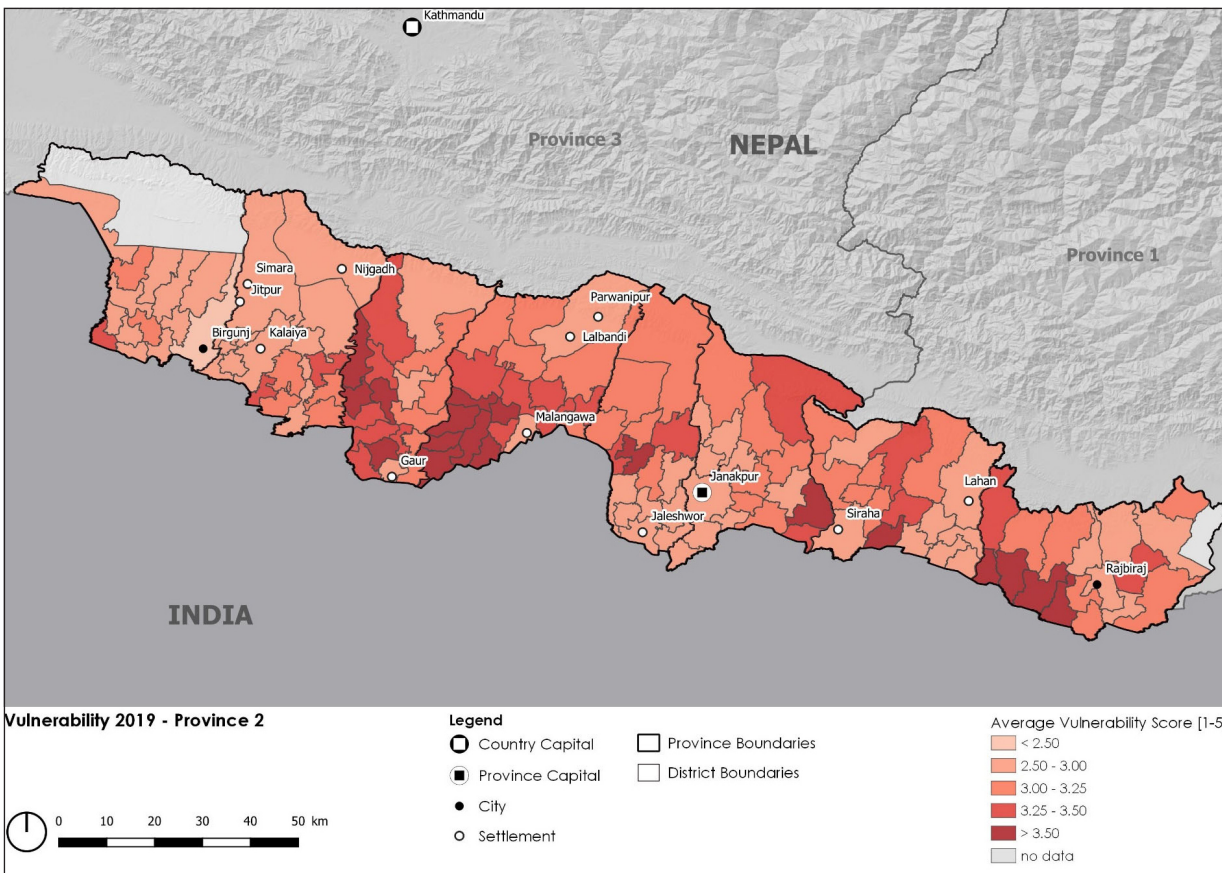 Kathmandu
Province 3
NEPAL
Province 1
Simara
Nijgadh
Jitpur
Parwanipur
Birgunj
Kalaiya
Lalbandi
Malangawa
Gaur
Janakpur
Lahan
Jaleshwor
Siraha
Rajbiraj
INDIA
Vulnerability 2019 - Province 2
0 10 20 30 40 50 km
Legend
Country Capital
Province Capital
City
Settlement
Province Boundaries
District Boundaries
Average Vulnerability Score [1-5
< 2.50
2.50 - 3.00
3.00 - 3.25
3.25 - 3.50
> 3.50
no data